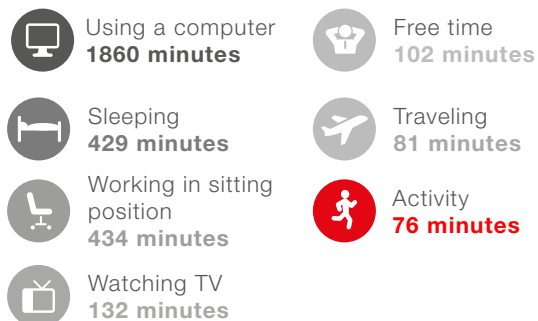 Using a computer
1860 minutes
Sleeping
429 minutes
Working in sitting
position
434 minutes
Watching TV
132 minutes
Free time
102 minutes
Traveling
81 minutes
Activity
76 minutes